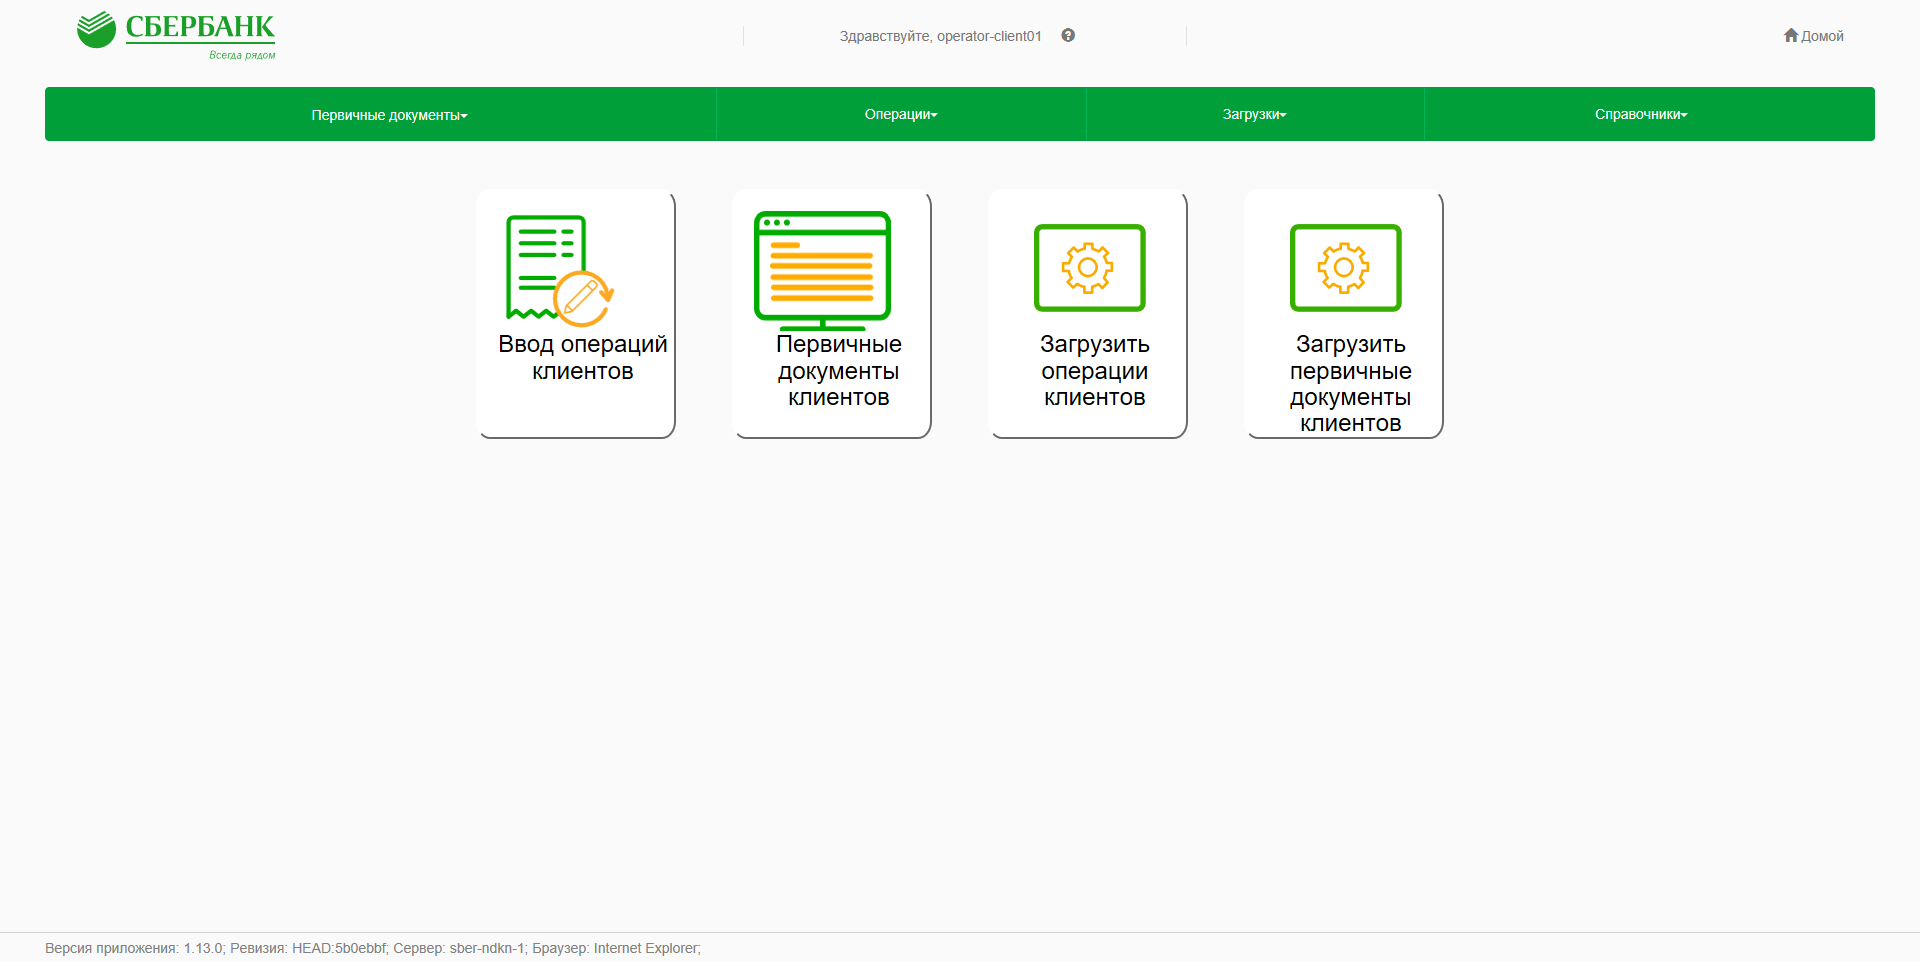 СБЕРБАНК
Всегда рядом
Здравствуйте, operator-client01
Домой
Первичные документы
Операции
Загрузки
Справочники
Ввод операций
клиентов
Первичные
документы
клиентов
Загрузить
операции
клиентов
Загрузить
первичные
документы
клиентов
Версия приложения: 1.13.0; Ревизия: HEAD:5b0ebbf; Сервер: sber-ndkn-1; Браузер: Internet Explorer;